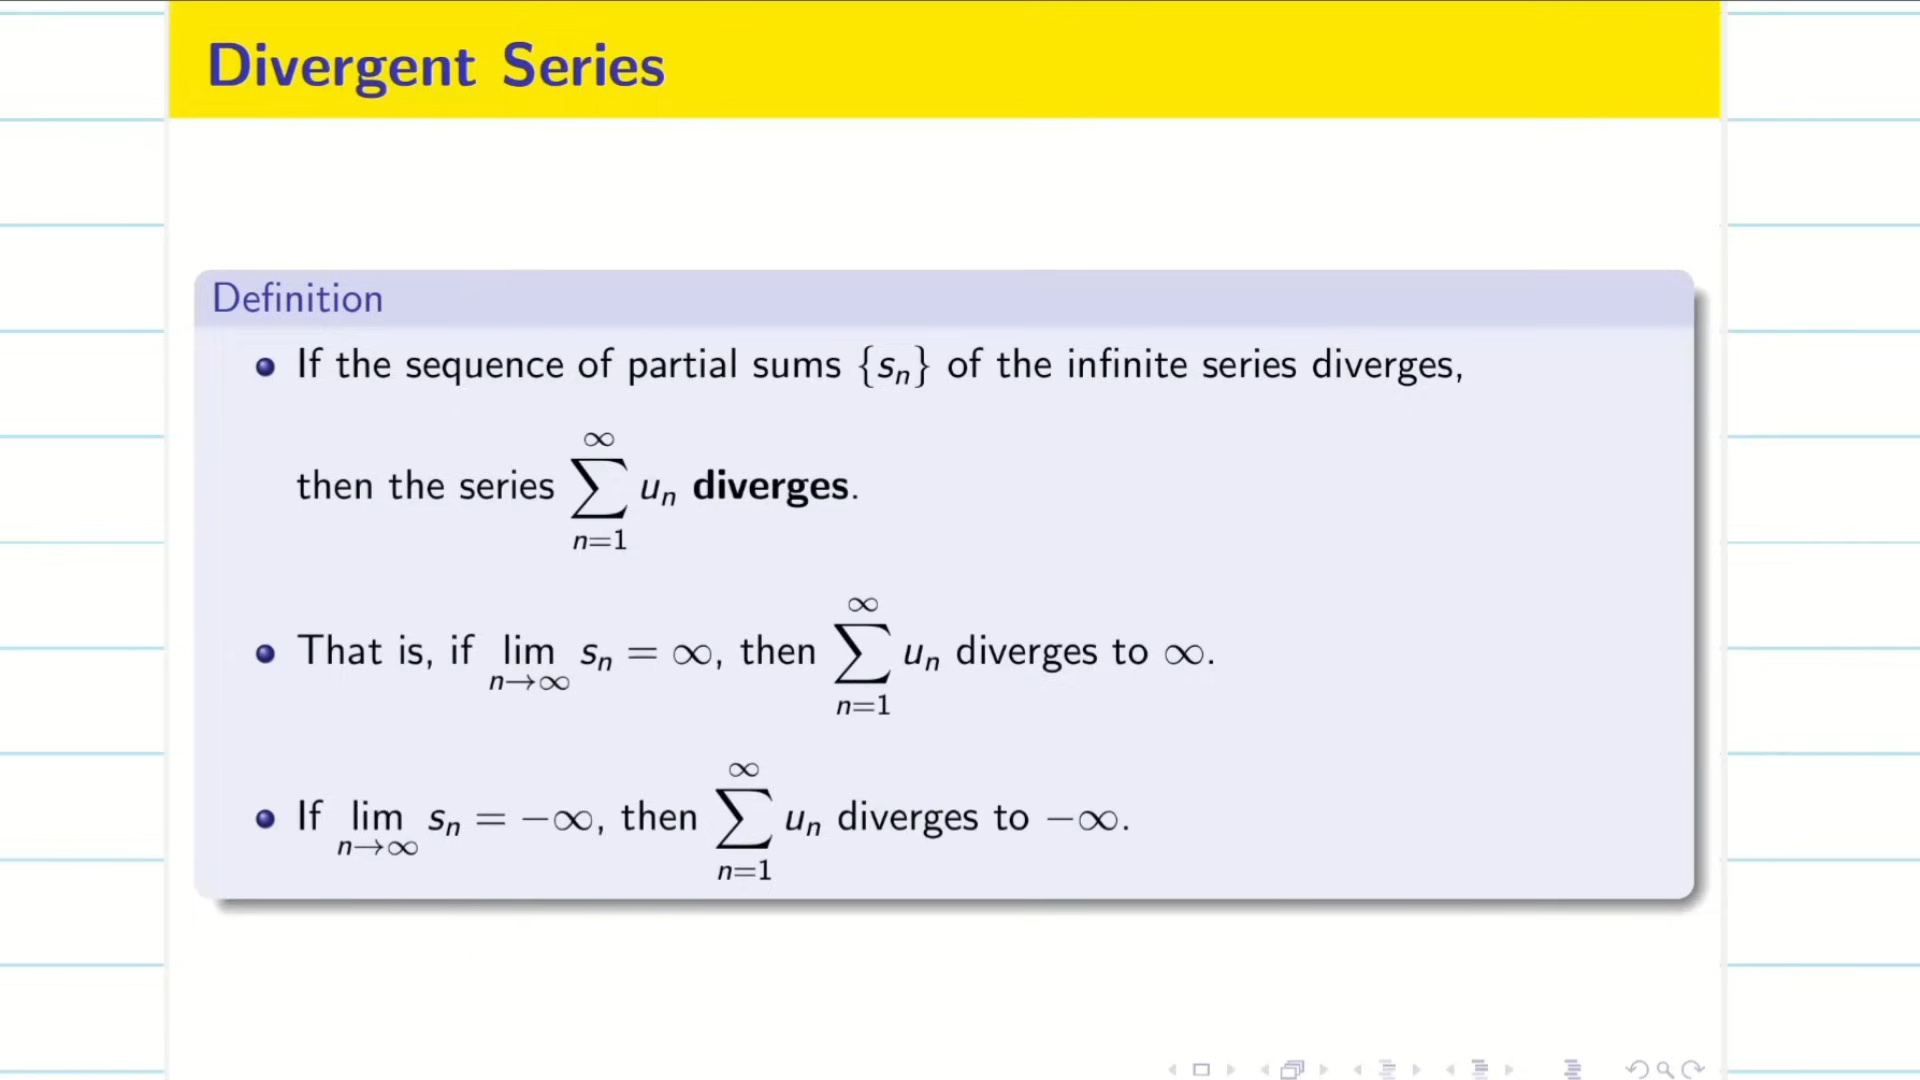 Divergent Series
Definition
If the sequence of partial sums {sₙ} of the infinite series diverges,
then the series ∑_{n=1}^{∞} uₙ diverges.
That is, if lim_{n→∞} sₙ = ∞, then ∑_{n=1}^{∞} uₙ diverges to ∞.
If lim_{n→∞} sₙ = −∞, then ∑_{n=1}^{∞} uₙ diverges to −∞.